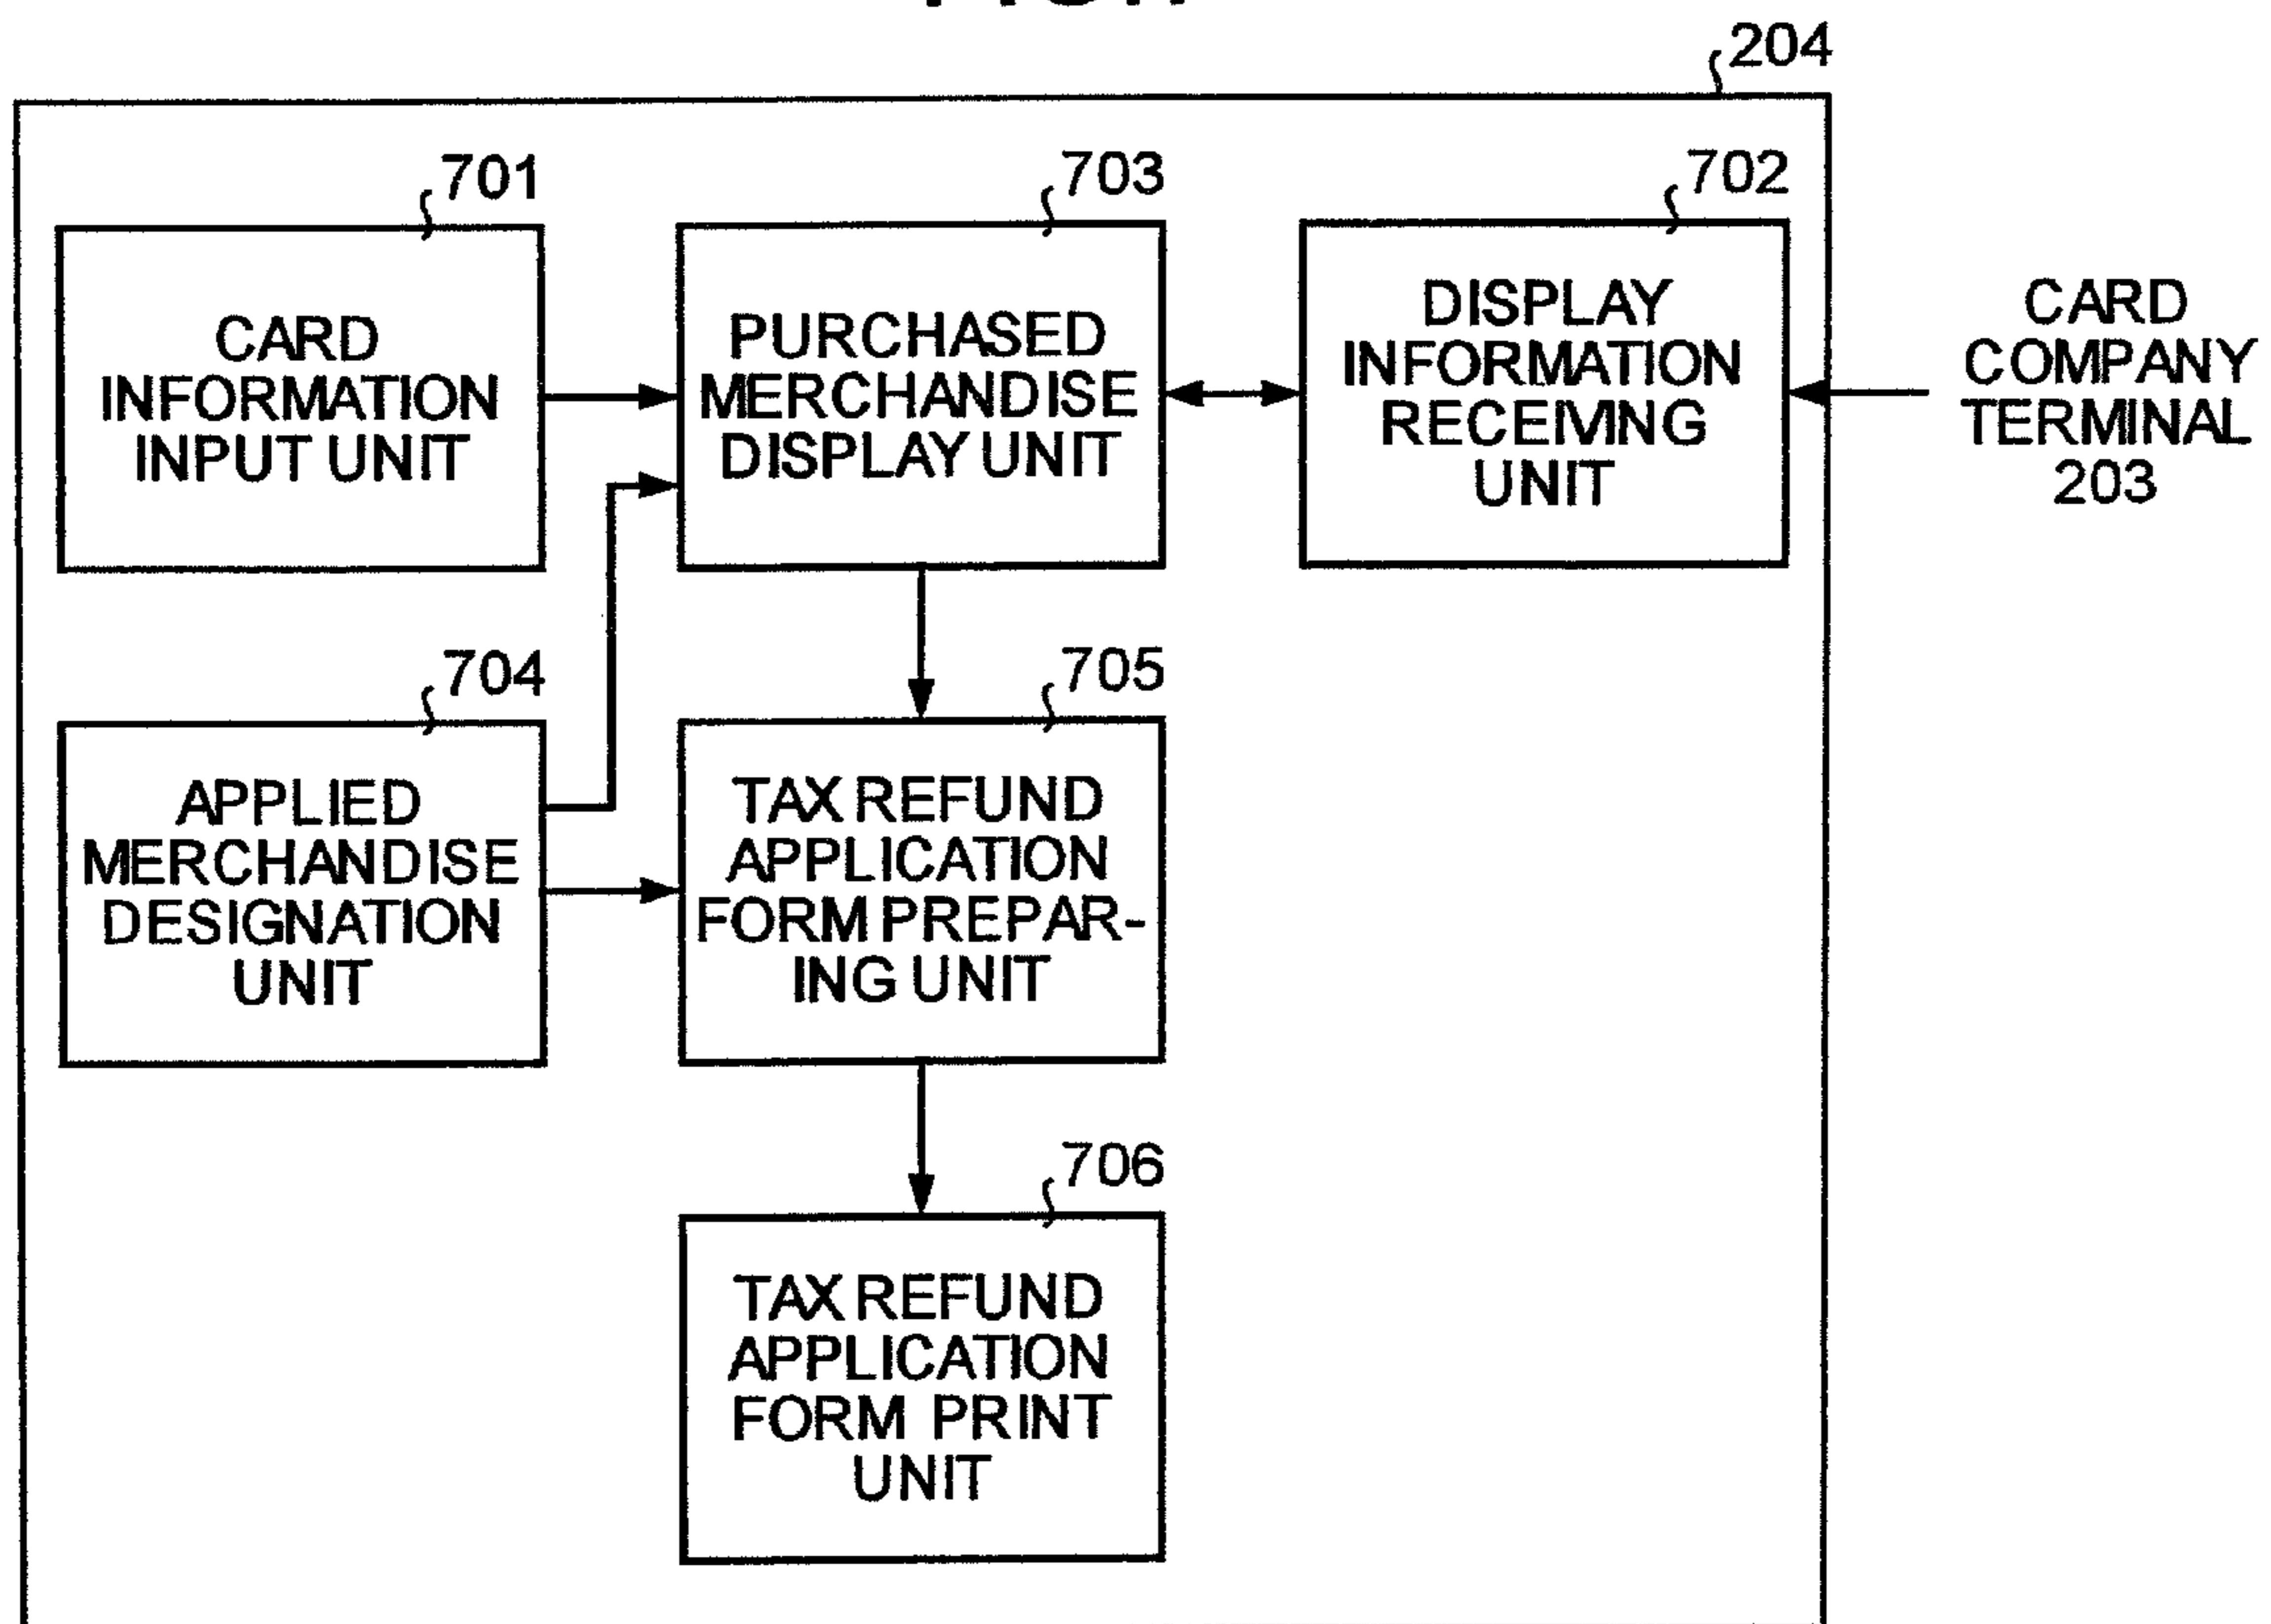 204
701
703
702
CARD
INFORMATION
INPUT UNIT
PURCHASED
MERCHANDISE
DISPLAY UNIT
DISPLAY
INFORMATION
RECEIVING
UNIT
CARD
COMPANY
TERMINAL
203
704
705
APPLIED
MERCHANDISE
DESIGNATION
UNIT
TAX REFUND
APPLICATION
FORM PREPAR-
ING UNIT
706
TAX REFUND
APPLICATION
FORM PRINT
UNIT